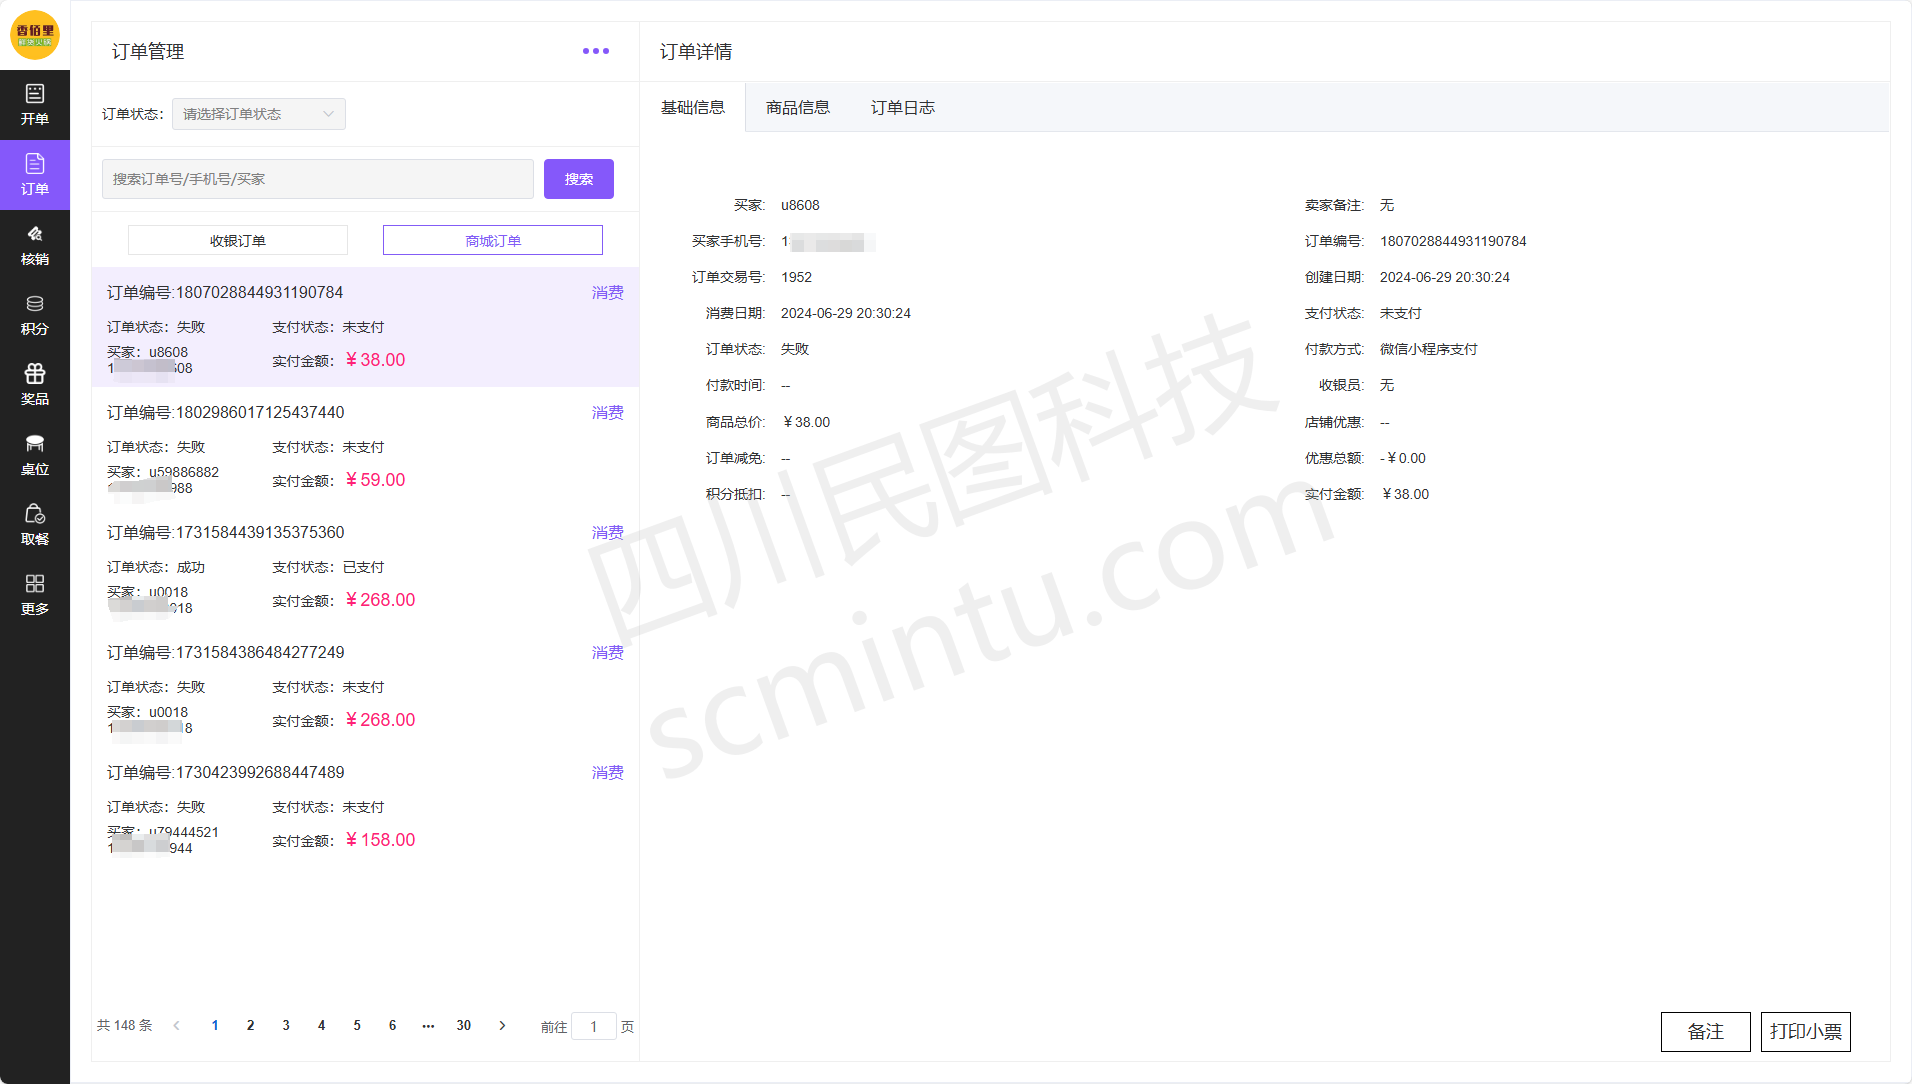 香佰里
开单
订单
核销
积分
奖品
桌位
取餐
更多
订单管理
订单状态:
请选择订单状态
搜索订单号/手机号/买家
搜索
收银订单
商城订单
订单编号:1807028844931190784
消费
订单状态: 失败
支付状态: 未支付
买家: u8608
实付金额: ￥38.00
订单编号:1802986017125437440
消费
订单状态: 失败
支付状态: 未支付
买家: u59886882
988
实付金额: ￥59.00
订单编号:1731584439135375360
消费
订单状态: 成功
支付状态: 已支付
买家: u0018
实付金额: ￥268.00
订单编号:1731584386484277249
消费
订单状态: 失败
支付状态: 未支付
买家: u0018
实付金额: ￥268.00
订单编号:1730423992688447489
消费
订单状态: 失败
支付状态: 未支付
买家: u79444521
944
实付金额: ￥158.00
共 148 条
1 2 3 4 5 6 ··· 30
前往 1 页
订单详情
基础信息
商品信息
订单日志
买家: u8608
卖家备注: 无
买家手机号: 1
订单编号: 1807028844931190784
订单交易号: 1952
创建日期: 2024-06-29 20:30:24
消费日期: 2024-06-29 20:30:24
支付状态: 未支付
订单状态: 失败
付款方式: 微信小程序支付
付款时间: --
收银员: 无
商品总价: ￥38.00
店铺优惠: --
订单减免: --
优惠总额: -￥0.00
积分抵扣: --
实付金额: ￥38.00
四川民图科技
scmintu.com
备注
打印小票